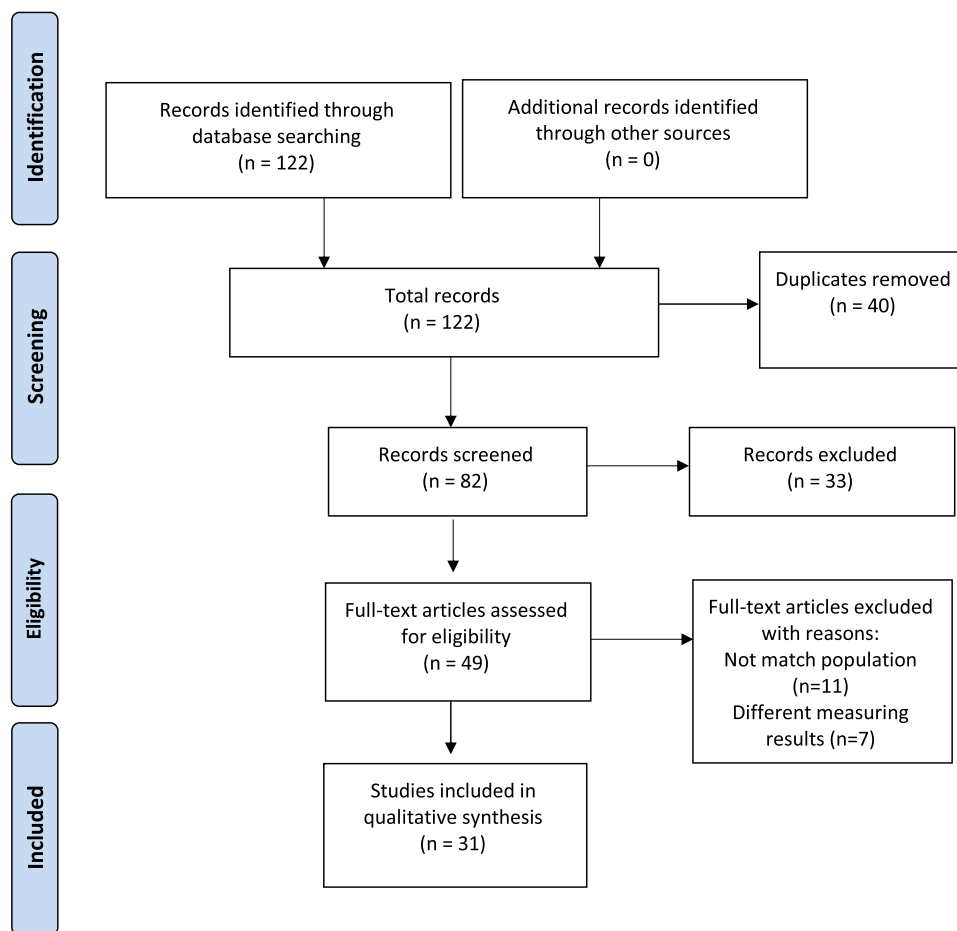 Identification
Records identified through
database searching
(n = 122)
Additional records identified
through other sources
(n = 0)
Screening
Total records
(n = 122)
Duplicates removed
(n = 40)
Records screened
(n = 82)
Records excluded
(n = 33)
Eligibility
Full-text articles assessed
for eligibility
(n = 49)
Full-text articles excluded
with reasons:
Not match population
(n=11)
Different measuring
results (n=7)
Included
Studies included in
qualitative synthesis
(n = 31)